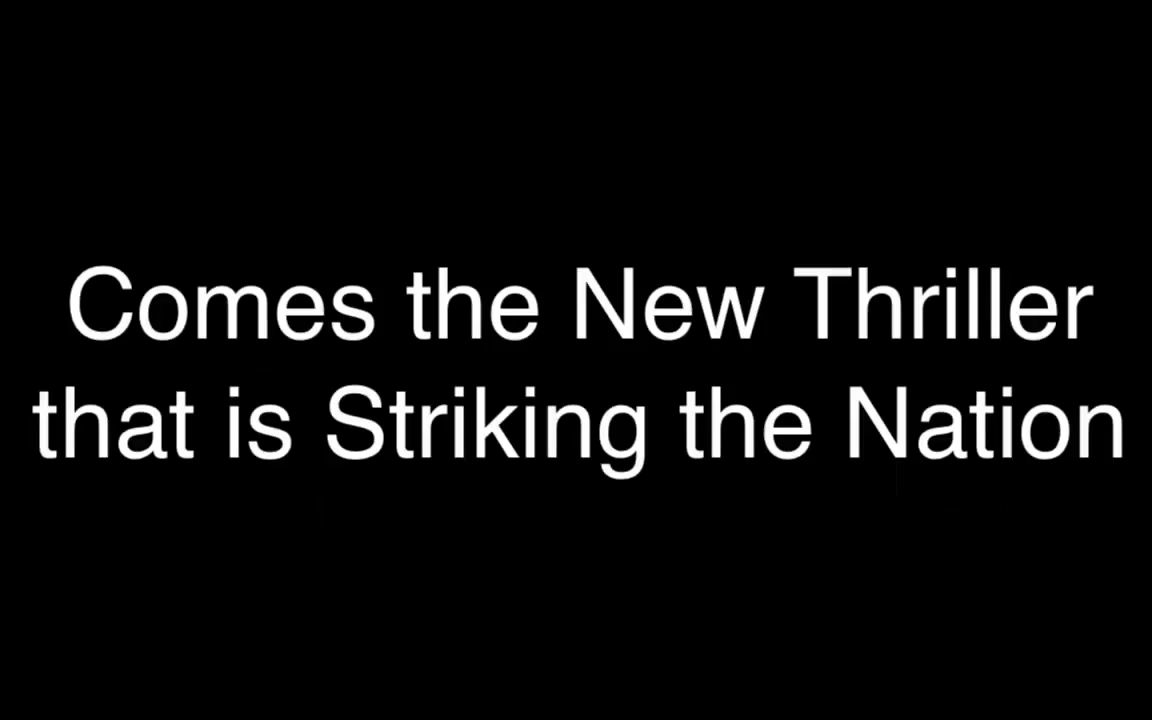 Comes the New Thriller
that is Striking the Nation